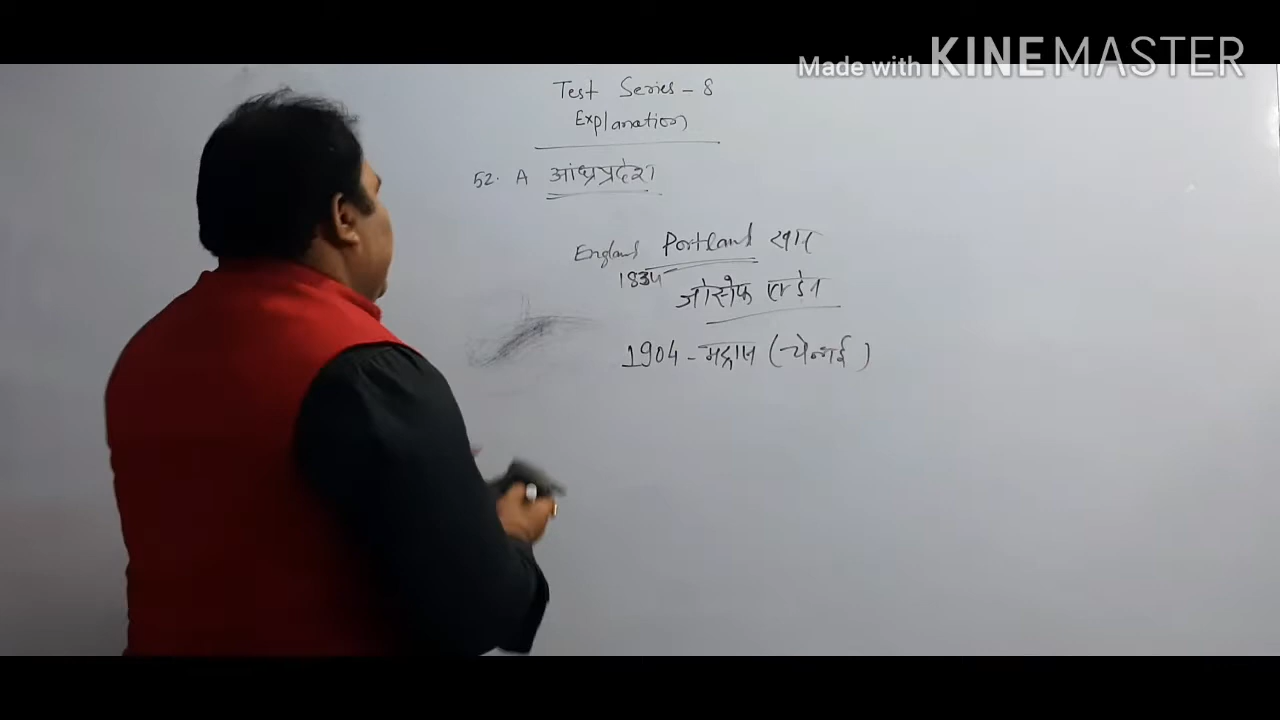 Made with KINEMASTER
Test Series - 8
Explanation
52. A आंध्रप्रदेश
England Portland खान
1834
जोसेफ एस्डेन
1904 - मद्रास (चेन्नई)